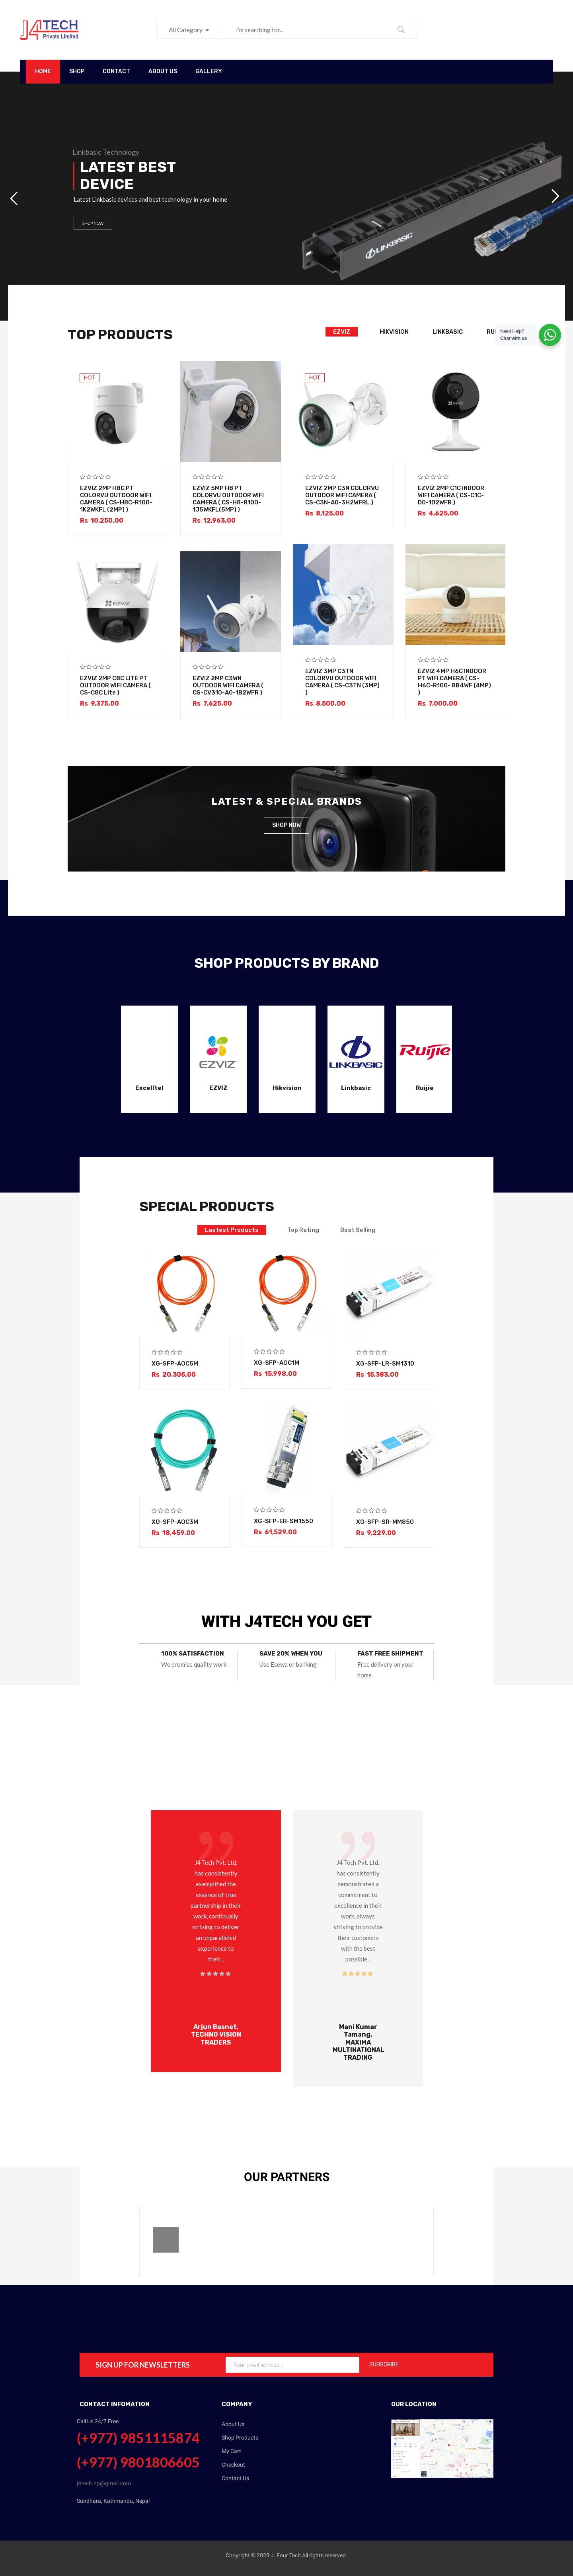 J4TECH
Private Limited
All Category
I'm searching for...
HOME
SHOP
CONTACT
ABOUT US
GALLERY
Linkbasic Technology
LATEST BEST
DEVICE
Latest Linkbasic devices and best technology in your home
SHOP NOW
LINKBASIC
TOP PRODUCTS
EZVIZ
HIKVISION
LINKBASIC
Need Help?
Chat with us
HOT
HOT
EZVIZ 2MP H8C PT
COLORVU OUTDOOR WIFI
CAMERA ( CS-H8C-R100-
1K2WKFL (2MP) )
Rs 10,250.00
EZVIZ 5MP H8 PT
COLORVU OUTDOOR WIFI
CAMERA ( CS-H8-R100-
1J5WKFL(5MP) )
Rs 12,963.00
EZVIZ 2MP C3N COLORVU
OUTDOOR WIFI CAMERA (
CS-C3N-A0-3H2WFRL )
Rs 8,125.00
EZVIZ 2MP C1C INDOOR
WIFI CAMERA ( CS-C1C-
D0-1D2WFR )
Rs 4,625.00
EZVIZ 2MP C8C LITE PT
OUTDOOR WIFI CAMERA (
CS-C8C Lite )
Rs 9,375.00
EZVIZ 2MP C3WN
OUTDOOR WIFI CAMERA (
CS-CV310-A0-1B2WFR )
Rs 7,625.00
EZVIZ 3MP C3TN
COLORVU OUTDOOR WIFI
CAMERA ( CS-C3TN (3MP)
)
Rs 8,500.00
EZVIZ 4MP H6C INDOOR
PT WIFI CAMERA ( CS-
H6C-R100- 8B4WF (4MP)
)
Rs 7,000.00
LATEST & SPECIAL BRANDS
SHOP NOW
SHOP PRODUCTS BY BRAND
Excelltel
EZVIZ
EZVIZ
Hikvision
LINKBASIC
Linkbasic
Ruijie
Ruijie
SPECIAL PRODUCTS
Lastest Products
Top Rating
Best Selling
XG-SFP-AOC5M
Rs 20,305.00
XG-SFP-AOC1M
Rs 15,998.00
XG-SFP-LR-SM1310
Rs 15,383.00
XG-SFP-AOC3M
Rs 18,459.00
XG-SFP-ER-SM1550
Rs 61,529.00
XG-SFP-SR-MM850
Rs 9,229.00
WITH J4TECH YOU GET
100% SATISFACTION
We promise quality work
SAVE 20% WHEN YOU
Use Esewa or banking
FAST FREE SHIPMENT
Free delivery on your
home
J4 Tech Pvt. Ltd.
has consistently
exemplified the
essence of true
partnership in their
work, continually
striving to deliver
an unparalleled
experience to
their...
Arjun Basnet,
TECHNO VISION
TRADERS
J4 Tech Pvt. Ltd.
has consistently
demonstrated a
commitment to
excellence in their
work, always
striving to provide
their customers
with the best
possible...
Mani Kumar
Tamang,
MAXIMA
MULTINATIONAL
TRADING
OUR PARTNERS
SIGN UP FOR NEWSLETTERS
Your email address...
SUBSCRIBE
CONTACT INFOMATION
Call Us 24/7 Free
(+977) 9851115874
(+977) 9801806605
j4tech.np@gmail.com
Sundhara, Kathmandu, Nepal
COMPANY
About Us
Shop Products
My Cart
Checkout
Contact Us
OUR LOCATION
Copyright © 2023 J. Four Tech All rights reserved.